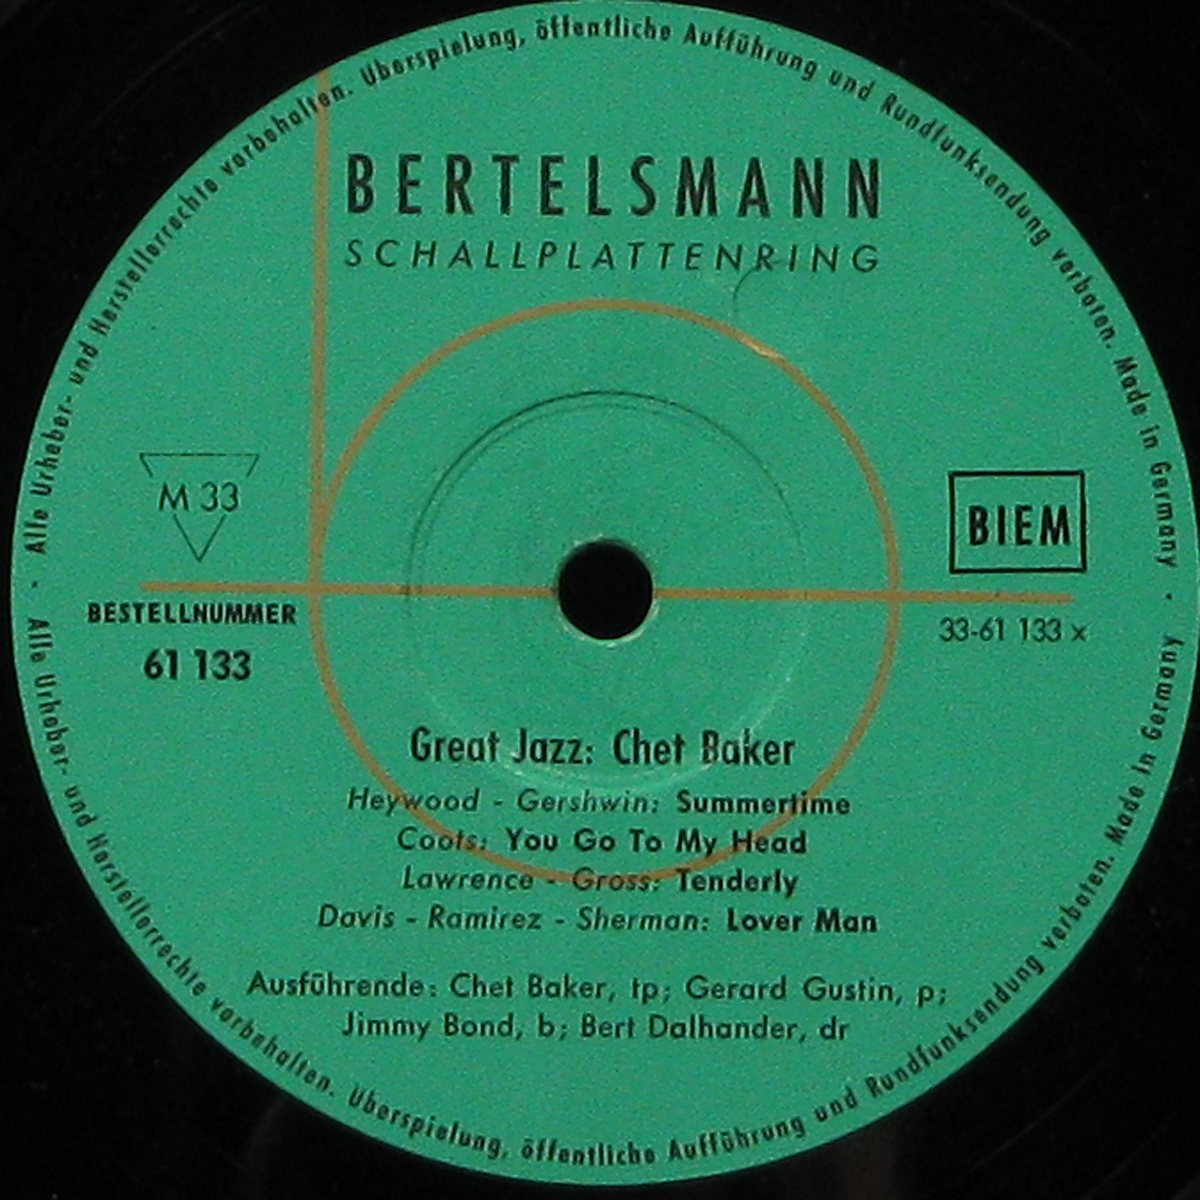 Alle Urheber- und Herstellerrechte vorbehalten. Überspielung, öffentliche Aufführung und Rundfunksendung verboten. Made in Germany
BERTELSMANN
SCHALLPLATTENRING
M 33
BIEM
BESTELLNUMMER
61 133
33-61 133 x
Great Jazz: Chet Baker
Heywood - Gershwin: Summertime
Coots: You Go To My Head
Lawrence - Gross: Tenderly
Davis - Ramirez - Sherman: Lover Man
Ausführende: Chet Baker, tp; Gerard Gustin, p;
Jimmy Bond, b; Bert Dalhander, dr
Alle Urheber- und Herstellerrechte vorbehalten. Überspielung, öffentliche Aufführung und Rundfunksendung verboten. Made in Germany